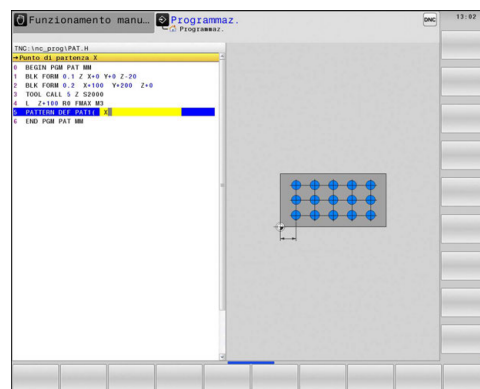 Funzionamento manu...
Programmaz.
Programmaz.
DNC
13:02
TNC:\nc_prog\PAT.H
→Punto di partenza X
0 BEGIN PGM PAT MM
1 BLK FORM 0.1 Z X+0 Y+0 Z-20
2 BLK FORM 0.2 X+100 Y+200 Z+0
3 TOOL CALL 5 Z S2000
4 L Z+100 R0 FMAX M3
5 PATTERN DEF PAT1( X
6 END PGM PAT MM